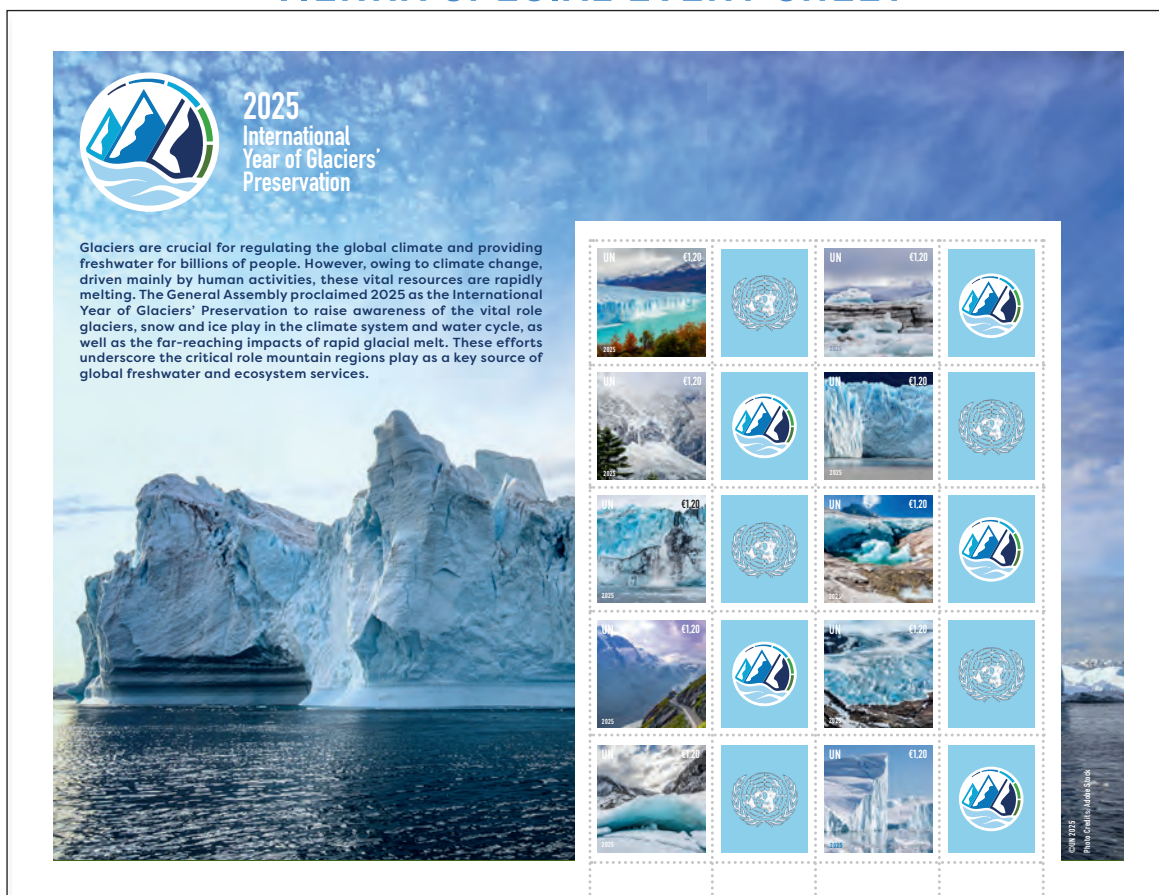 2025
International
Year of Glaciers'
Preservation
Glaciers are crucial for regulating the global climate and providing
freshwater for billions of people. However, owing to climate change,
driven mainly by human activities, these vital resources are rapidly
melting. The General Assembly proclaimed 2025 as the International
Year of Glaciers' Preservation to raise awareness of the vital role
glaciers, snow and ice play in the climate system and water cycle, as
well as the far-reaching impacts of rapid glacial melt. These efforts
underscore the critical role mountain regions play as a key source of
global freshwater and ecosystem services.
UN €1,20
2025
UN €1,20
2025
UN €1,20
2025
UN €1,20
2025
UN €1,20
2025
UN €1,20
2025
UN €1,20
2025
UN €1,20
2025
UN €1,20
2025
UN €1,20
2025
©UN 2025
Photo Credits: Adobe Stock